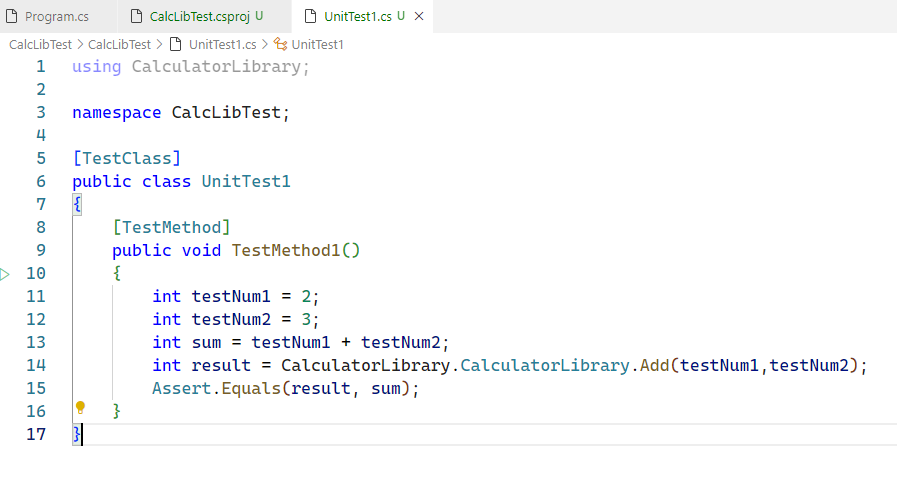 Program.cs CalcLibTest.csproj U UnitTest1.cs U
CalcLibTest > CalcLibTest > UnitTest1.cs > UnitTest1
1 using CalculatorLibrary;
2
3 namespace CalcLibTest;
4
5 [TestClass]
6 public class UnitTest1
7 {
8     [TestMethod]
9     public void TestMethod1()
10     {
11         int testNum1 = 2;
12         int testNum2 = 3;
13         int sum = testNum1 + testNum2;
14         int result = CalculatorLibrary.CalculatorLibrary.Add(testNum1,testNum2);
15         Assert.Equals(result, sum);
16     }
17 }